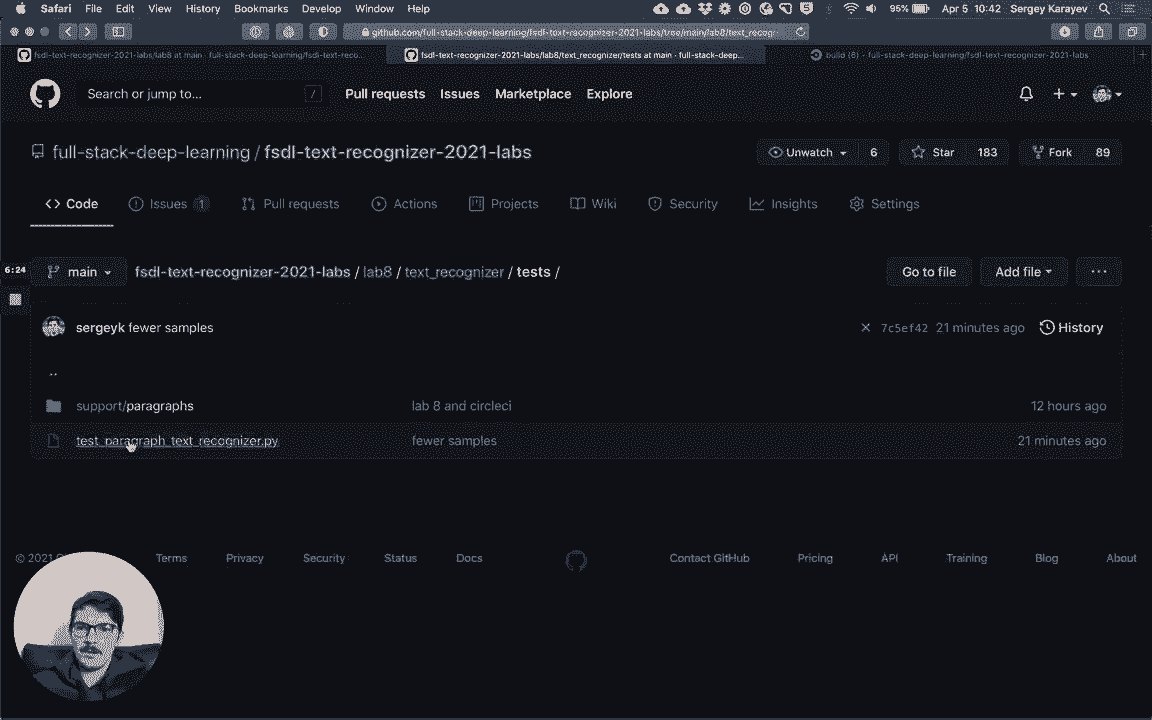 Safari File Edit View History Bookmarks Develop Window Help 95% Apr 5 10:42 Sergey Karayev
github.com/full-stack-deep-learning/fsdl-text-recognizer-2021-labs/tree/main/lab8/text_recogr
fsdl-text-recognizer-2021-labs/lab8 at main · full-stack-deep-learning/fsdl-text-reco... fsdl-text-recognizer-2021-labs/lab8/text_recognizer/tests at main · full-stack-deep... build (6) - full-stack-deep-learning/fsdl-text-recognizer-2021-labs
Search or jump to... / Pull requests Issues Marketplace Explore
full-stack-deep-learning / fsdl-text-recognizer-2021-labs Unwatch 6 Star 183 Fork 89
<> Code Issues 1 Pull requests Actions Projects Wiki Security Insights Settings
6:24 main fsdl-text-recognizer-2021-labs / lab8 / text_recognizer / tests / Go to file Add file ...
sergeyk fewer samples 7c5ef42 21 minutes ago History
..
support/paragraphs lab 8 and circleci 12 hours ago
test_paragraph_text_recognizer.py fewer samples 21 minutes ago
© 2021 Terms Privacy Security Status Docs Contact GitHub Pricing API Training Blog About